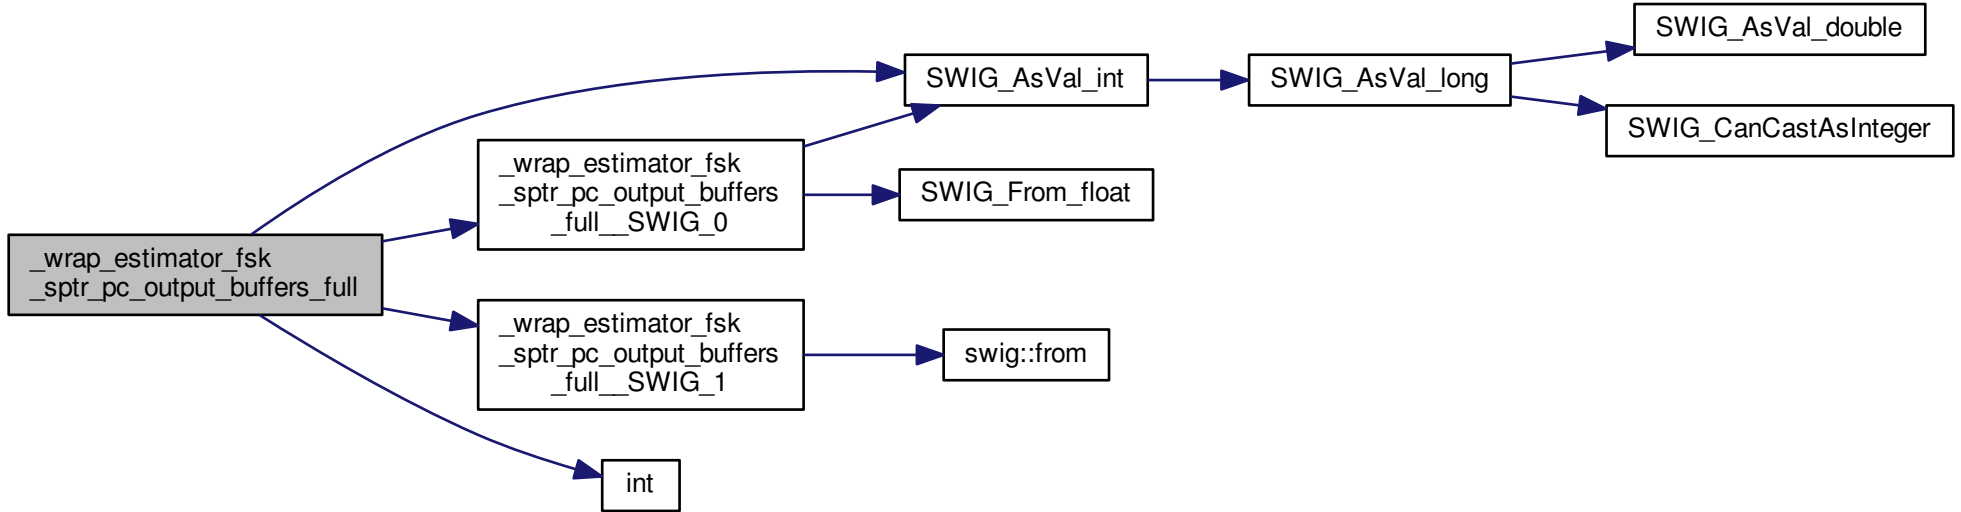 _wrap_estimator_fsk
_sptr_pc_output_buffers_full
_wrap_estimator_fsk
_sptr_pc_output_buffers
_full__SWIG_0
_wrap_estimator_fsk
_sptr_pc_output_buffers
_full__SWIG_1
int
SWIG_AsVal_int
SWIG_From_float
swig::from
SWIG_AsVal_long
SWIG_AsVal_double
SWIG_CanCastAsInteger